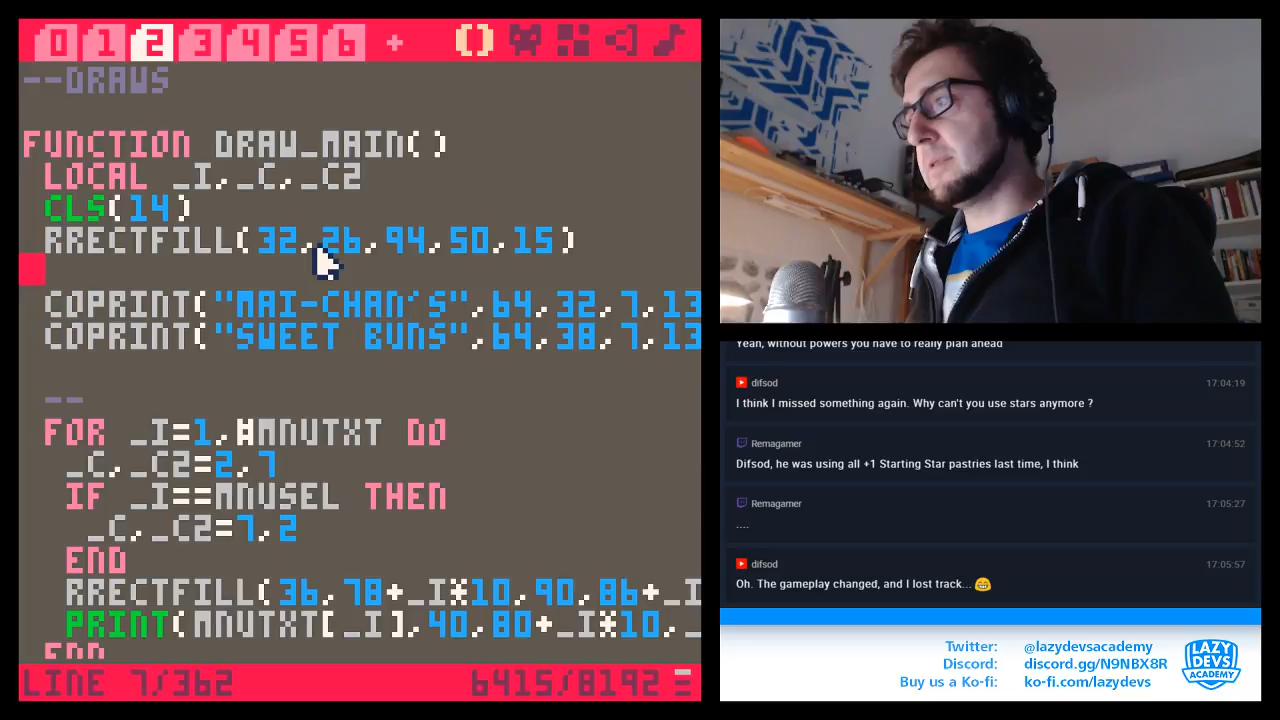 0 1 2 3 4 5 6 + ()
--DRAWS
FUNCTION DRAW_MAIN()
LOCAL _I,_C,_C2
CLS(14)
RRECTFILL(32,26,94,50,15)
COPRINT("MAI-CHAN'S",64,32,7,13
COPRINT("SWEET BUNS",64,38,7,13
--
FOR _I=1,#MNUTXT DO
_C,_C2=2,7
IF _I==MNUSEL THEN
_C,_C2=7,2
END
RRECTFILL(36,78+_I*10,90,86+_I
PRINT(MNUTXT[_I],40,80+_I*10,_
END
LINE 7/362 6415/8192
Yeah, without powers you have to really plan ahead
difsod 17:04:19
I think I missed something again. Why can't you use stars anymore ?
Remagamer 17:04:52
Difsod, he was using all +1 Starting Star pastries last time, I think
Remagamer 17:05:27
....
difsod 17:05:57
Oh. The gameplay changed, and I lost track... 😂
Twitter: @lazydevsacademy
Discord: discord.gg/N9NBX8R
Buy us a Ko-fi: ko-fi.com/lazydevs
LAZY
DEVS
ACADEMY